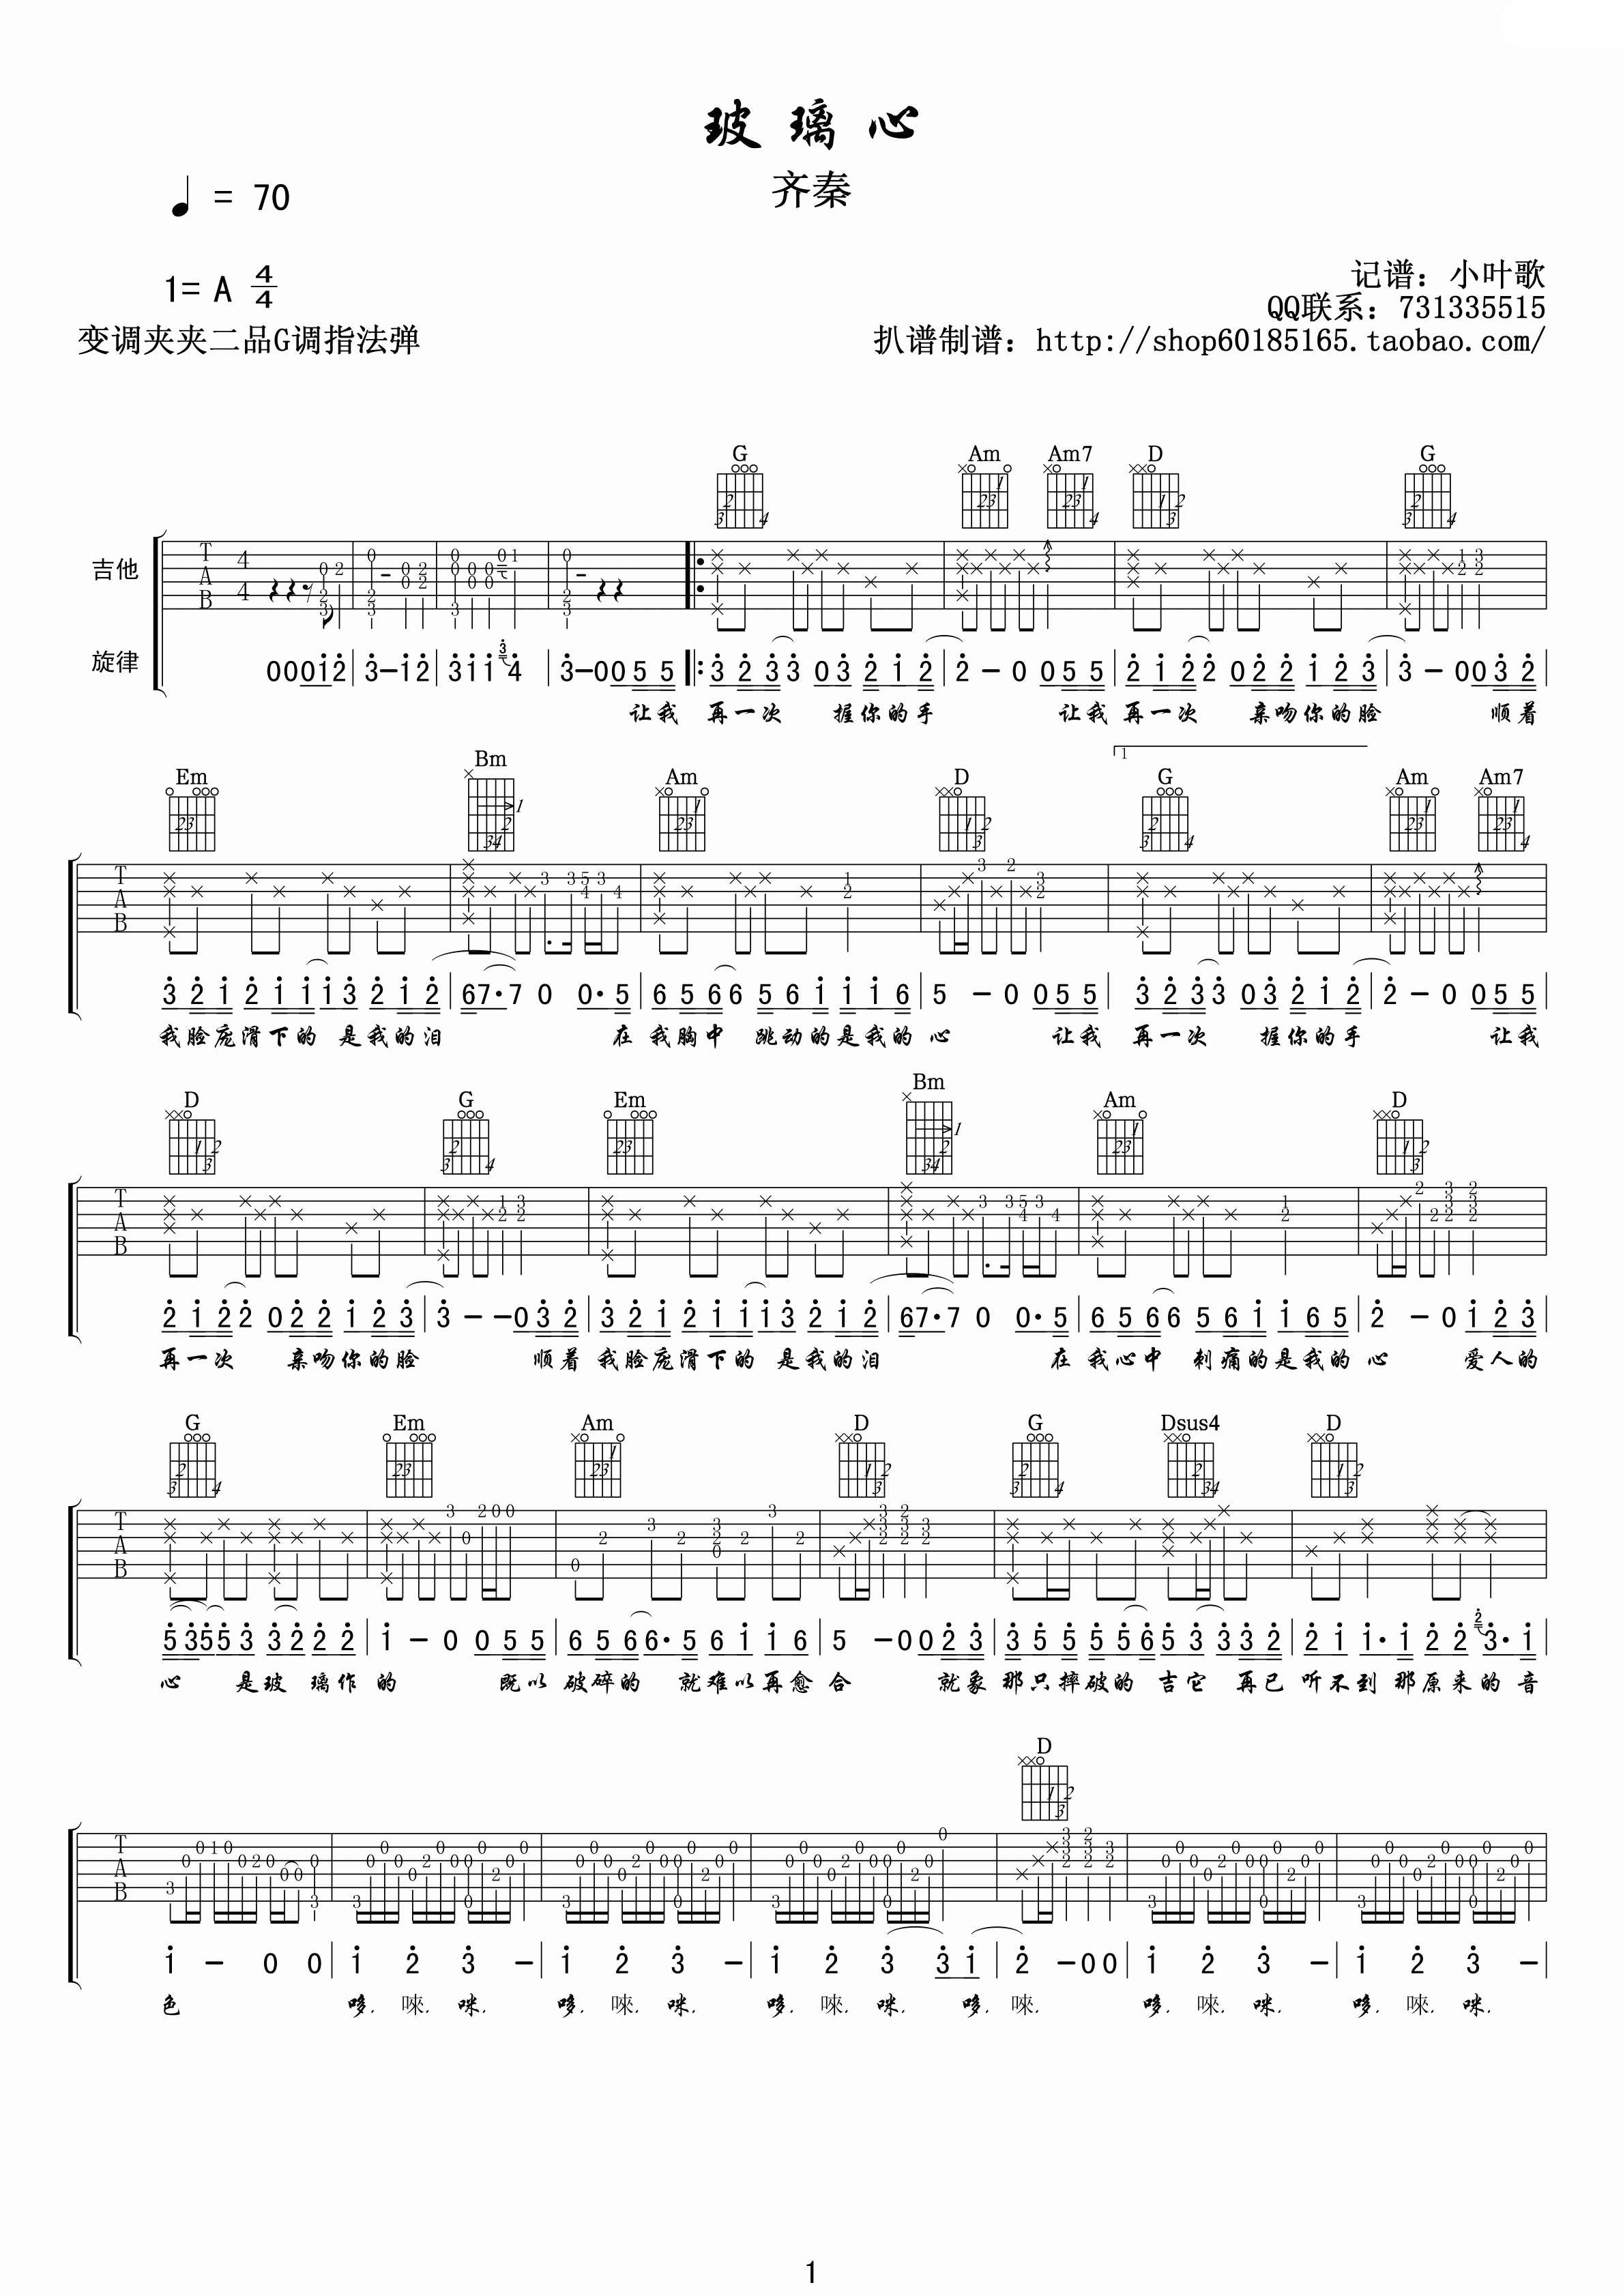 玻璃心
齐秦
♩ = 70
1= A 4/4
记谱：小叶歌
QQ联系：731335515
变调夹夹二品G调指法弹
扒谱制谱：http://shop60185165.taobao.com/
G Am Am7 D G
吉他
旋律
让我 再一次 握你的手 让我 再一次 亲吻你的脸 顺着
Em Bm Am D G Am Am7
我脸庞滑下的 是我的泪 在 我胸中 跳动的是我的 心 让我 再一次 握你的手 让我
D G Em Bm Am D
再一次 亲吻你的脸 顺着 我脸庞滑下的 是我的泪 在 我心中 刺痛的是我的 心 爱人的
G Em Am D G Dsus4 D
心 是玻 璃作 的 既以 破碎的 就难以再愈 合 就象 那只摔破的 吉它 再已 听不到 那原来的 音
D
色 哆. 唻. 咪. 哆. 唻. 咪. 哆. 唻. 咪. 哆. 唻. 哆. 唻. 咪. 哆. 唻. 咪.
1